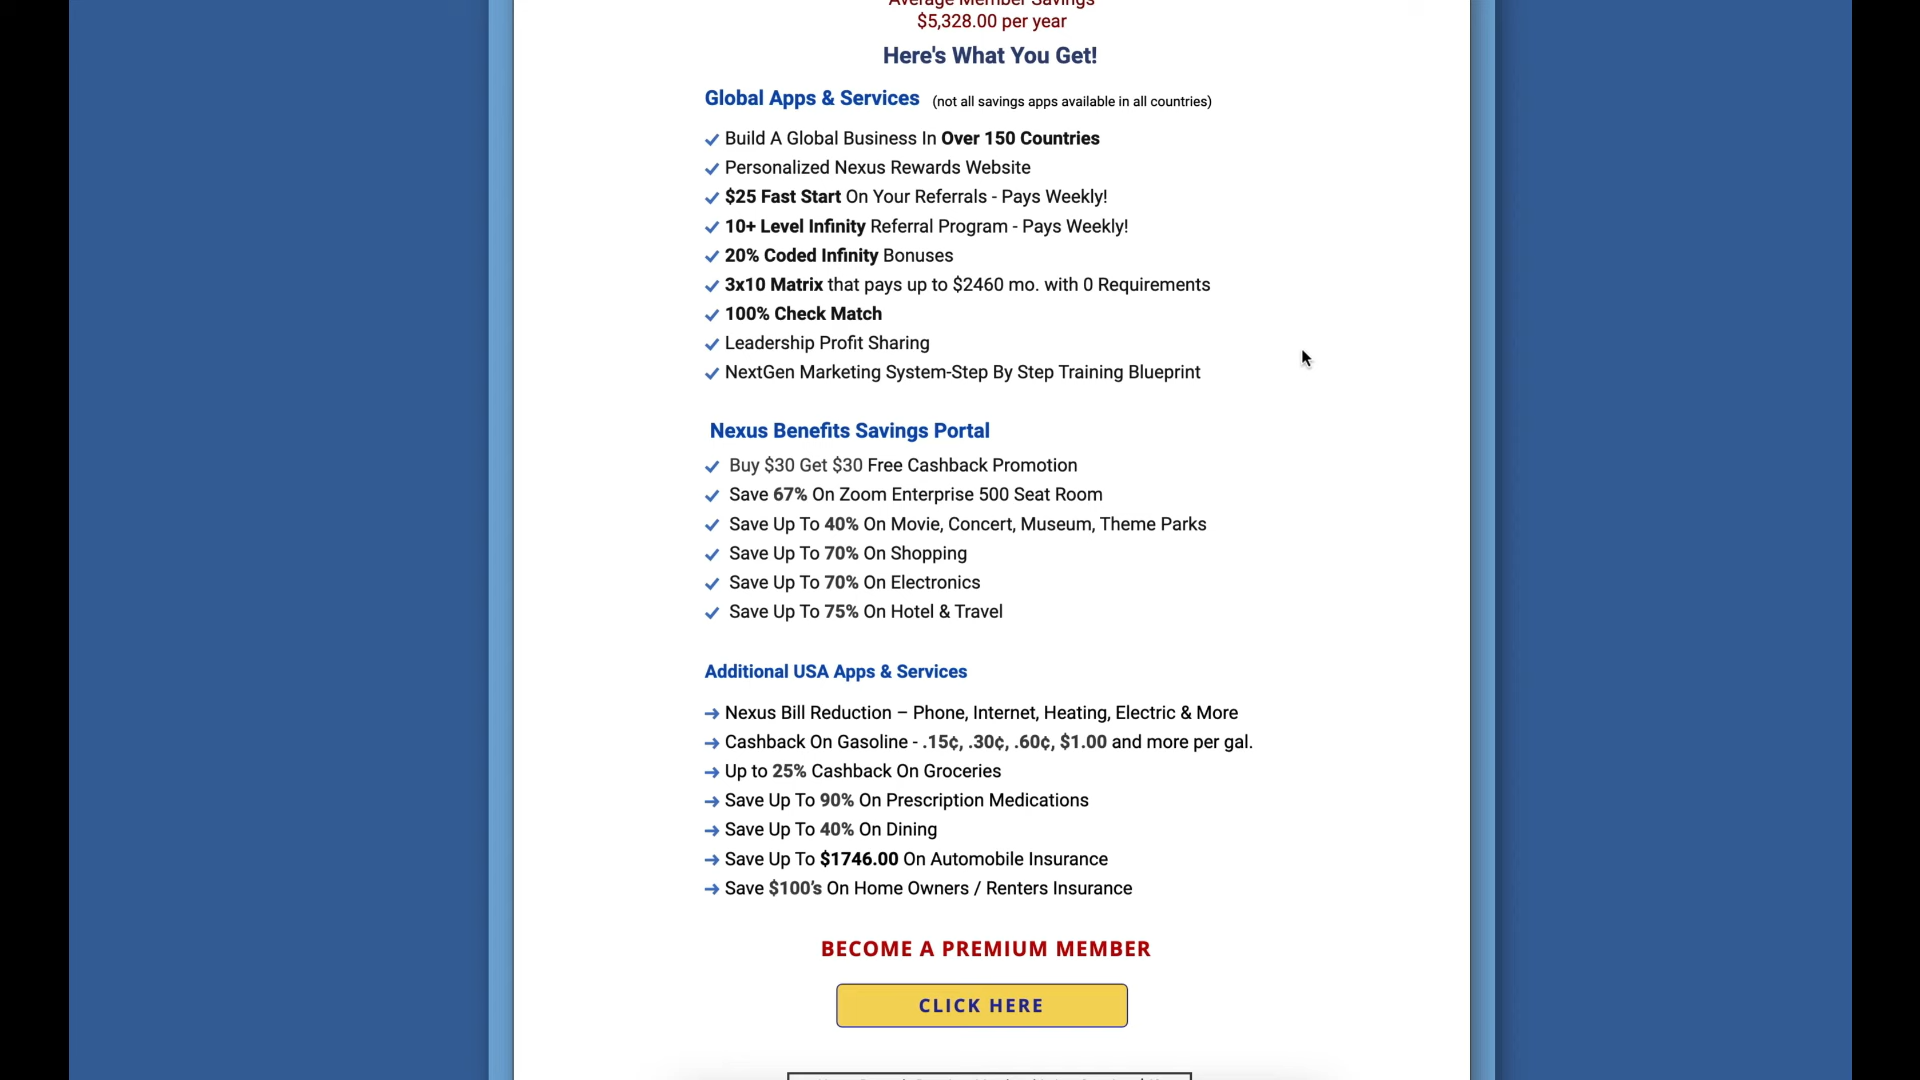 Average Member Savings
$5,328.00 per year
Here's What You Get!
Global Apps & Services (not all savings apps available in all countries)
Build A Global Business In Over 150 Countries
Personalized Nexus Rewards Website
$25 Fast Start On Your Referrals - Pays Weekly!
10+ Level Infinity Referral Program - Pays Weekly!
20% Coded Infinity Bonuses
3x10 Matrix that pays up to $2460 mo. with 0 Requirements
100% Check Match
Leadership Profit Sharing
NextGen Marketing System-Step By Step Training Blueprint
Nexus Benefits Savings Portal
Buy $30 Get $30 Free Cashback Promotion
Save 67% On Zoom Enterprise 500 Seat Room
Save Up To 40% On Movie, Concert, Museum, Theme Parks
Save Up To 70% On Shopping
Save Up To 70% On Electronics
Save Up To 75% On Hotel & Travel
Additional USA Apps & Services
Nexus Bill Reduction – Phone, Internet, Heating, Electric & More
Cashback On Gasoline - .15¢, .30¢, .60¢, $1.00 and more per gal.
Up to 25% Cashback On Groceries
Save Up To 90% On Prescription Medications
Save Up To 40% On Dining
Save Up To $1746.00 On Automobile Insurance
Save $100's On Home Owners / Renters Insurance
BECOME A PREMIUM MEMBER
CLICK HERE